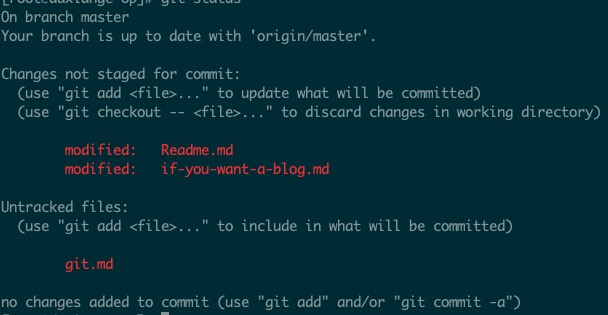 git status
On branch master
Your branch is up to date with 'origin/master'.
Changes not staged for commit:
(use "git add <file>..." to update what will be committed)
(use "git checkout -- <file>..." to discard changes in working directory)
modified:   Readme.md
modified:   if-you-want-a-blog.md
Untracked files:
(use "git add <file>..." to include in what will be committed)
git.md
no changes added to commit (use "git add" and/or "git commit -a")